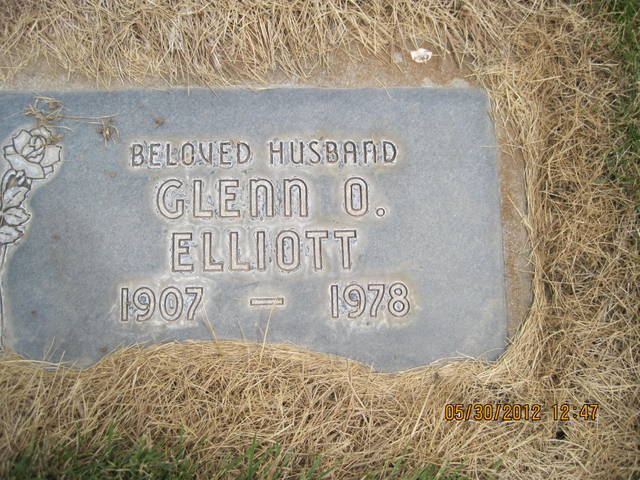 BELOVED HUSBAND
GLENN O.
ELLIOTT
1907 – 1978
05/30/2012 12:47